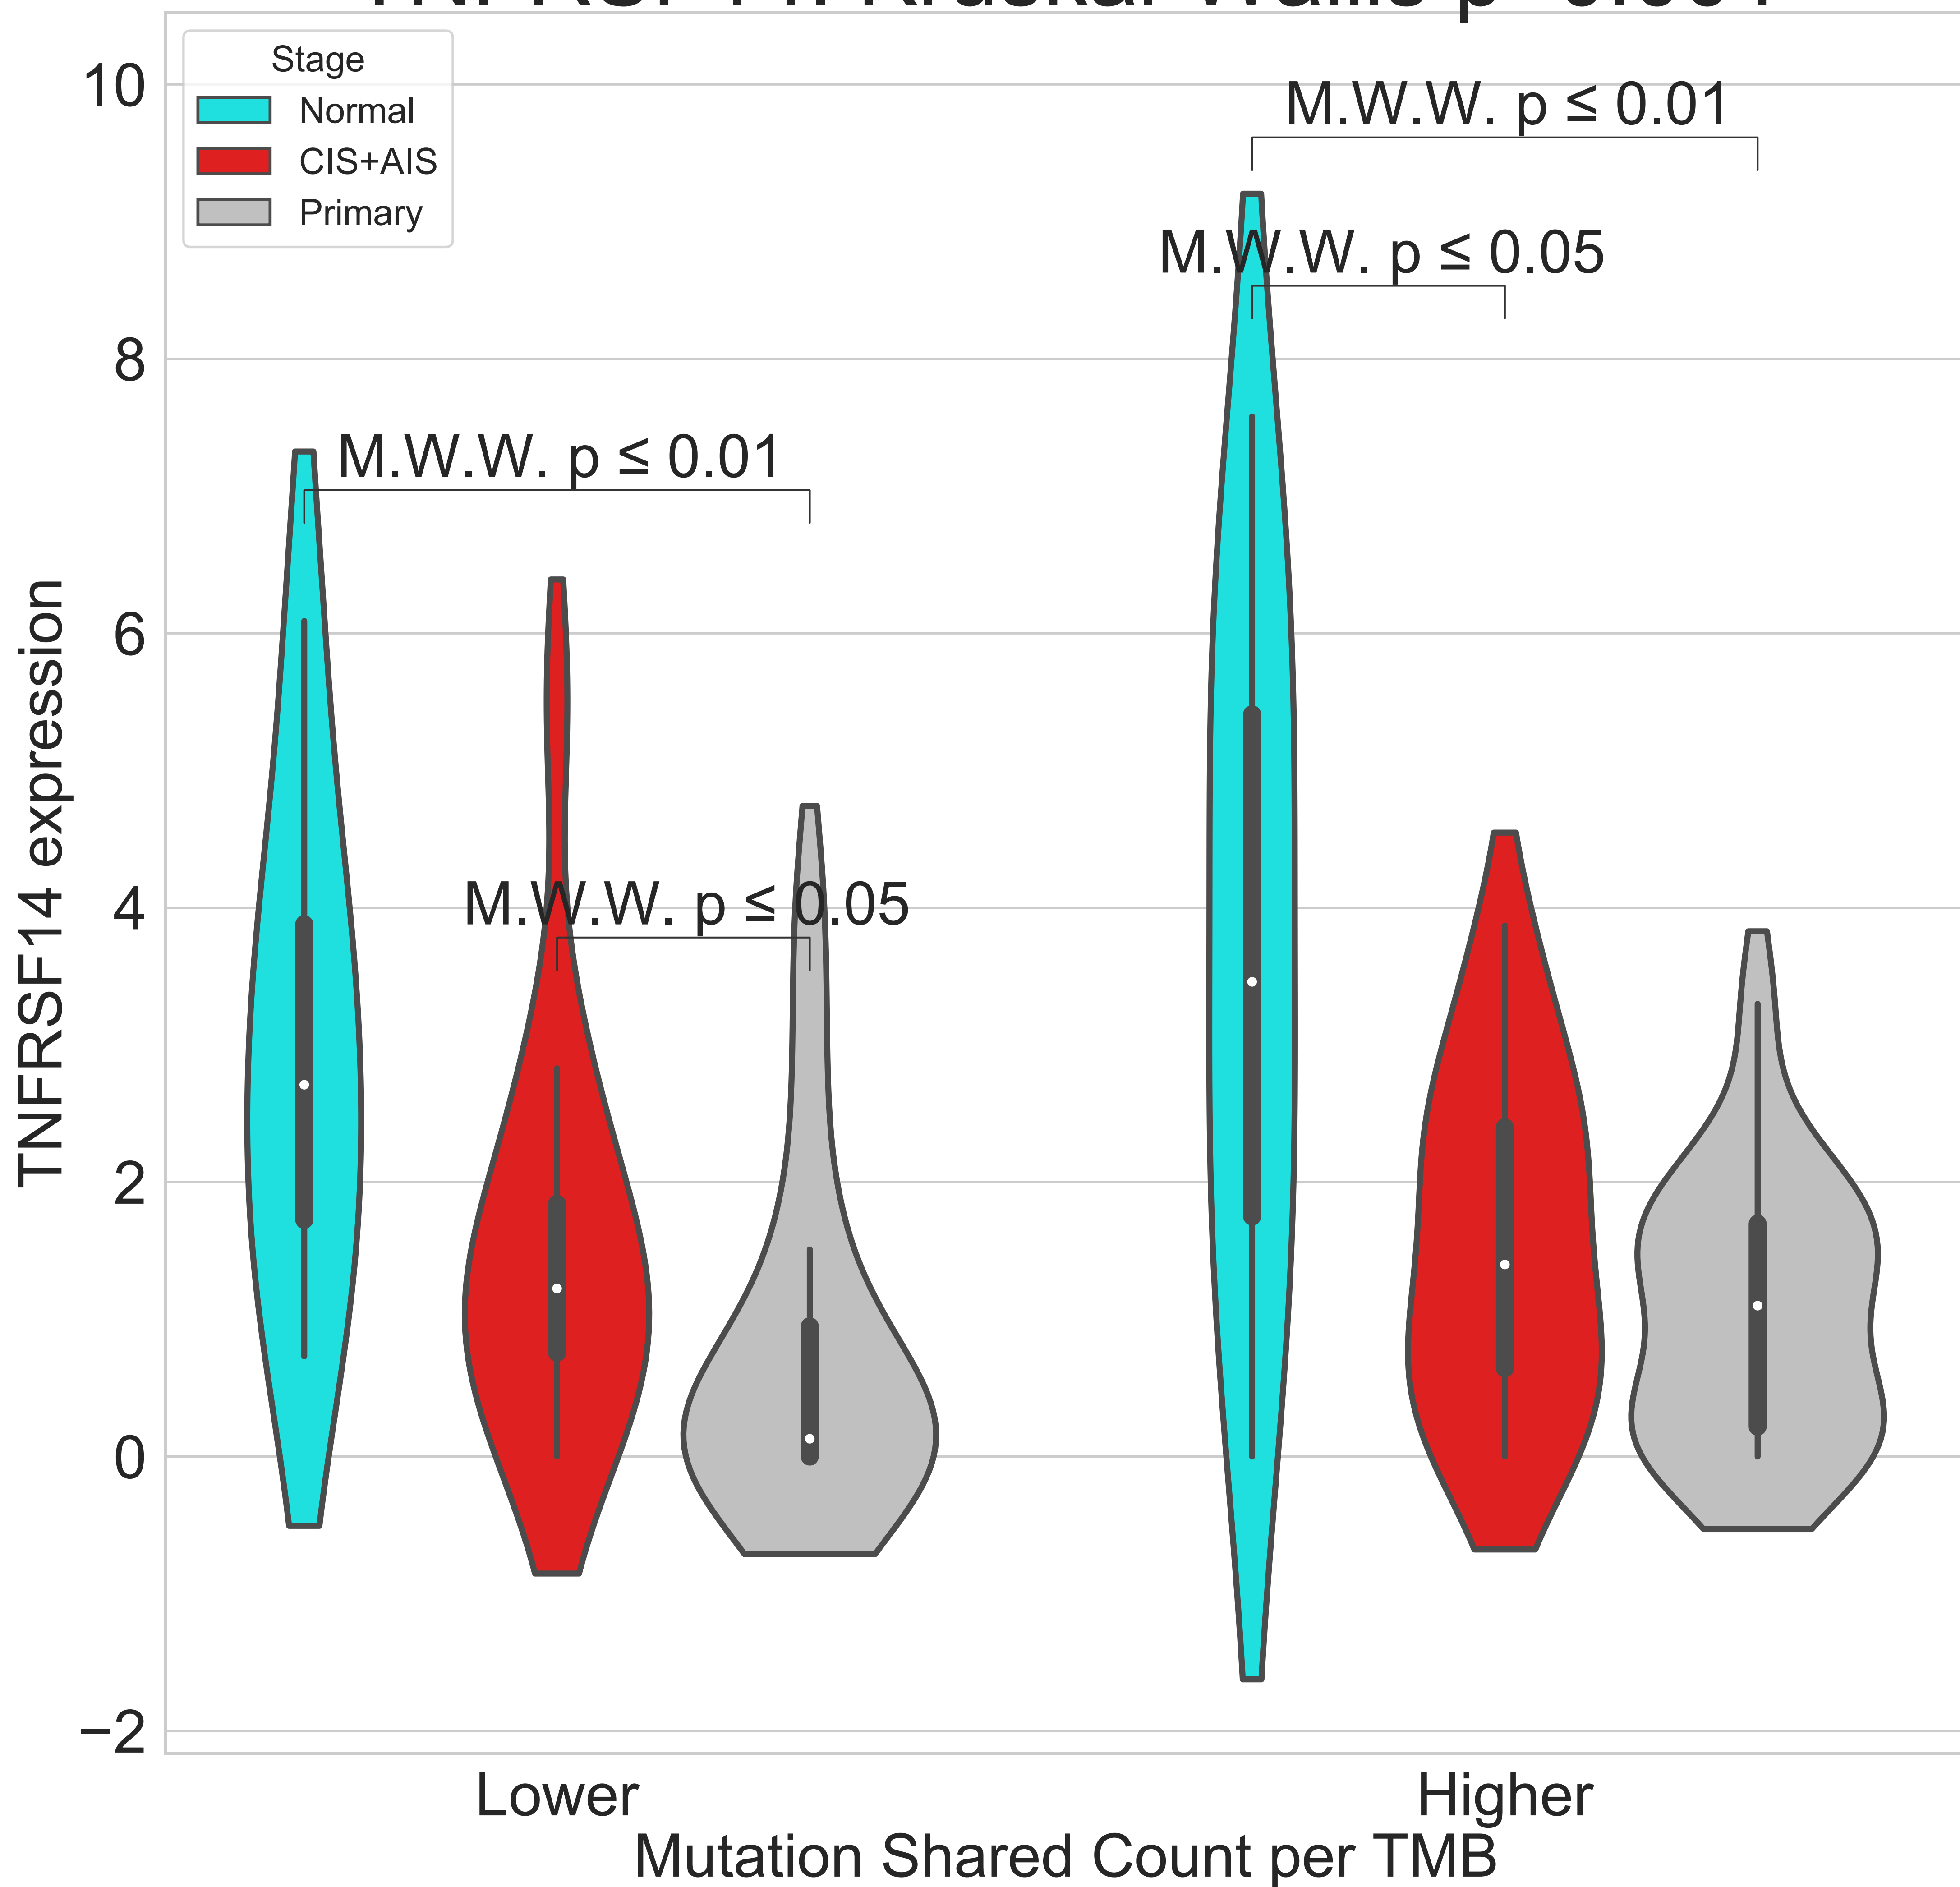 Stage
Normal
CIS+AIS
Primary
10
8
6
4
2
0
−2
TNFRSF14 expression
M.W.W. p ≤ 0.01
M.W.W. p ≤ 0.05
M.W.W. p ≤ 0.01
M.W.W. p ≤ 0.05
Lower
Higher
Mutation Shared Count per TMB